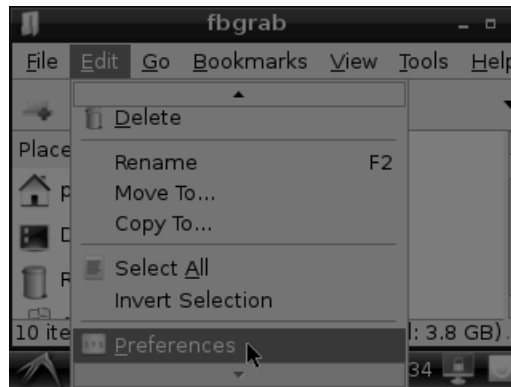 fbgrab
File Edit Go Bookmarks View Tools Help
Delete
Place
Rename F2
Move To...
Copy To...
Select All
Invert Selection
10 ite
l: 3.8 GB)
Preferences
34